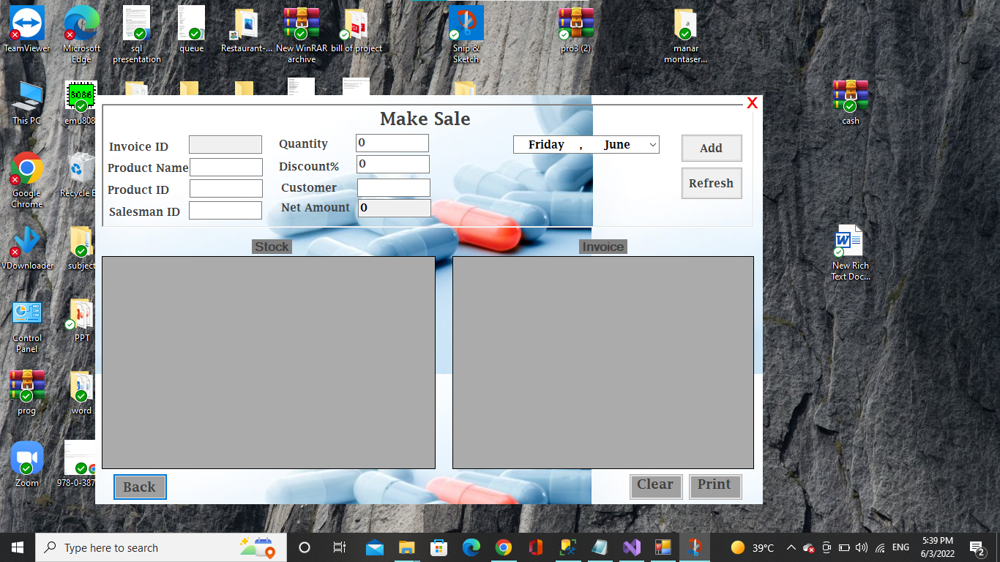 TeamViewer
Microsoft
Edge
sql
presentation
queue
Restaurant-...
New WinRAR
archive
bill of project
PDF
Snip &
Sketch
pro3 (2)
manar
montaser...
This PC
8086
emu808
cash
Google
Chrome
Recycle B
VDownloader
subject
New Rich
Text Doc...
Control
Panel
PPT
prog
word
Zoom
978-0-387
X
Make Sale
Invoice ID
Quantity
0
Friday , June
Add
Product Name
Discount%
0
Product ID
Customer
Refresh
Salesman ID
Net Amount
0
Stock
Invoice
Back
Clear
Print
Type here to search
39°C
ENG
5:39 PM
6/3/2022
2